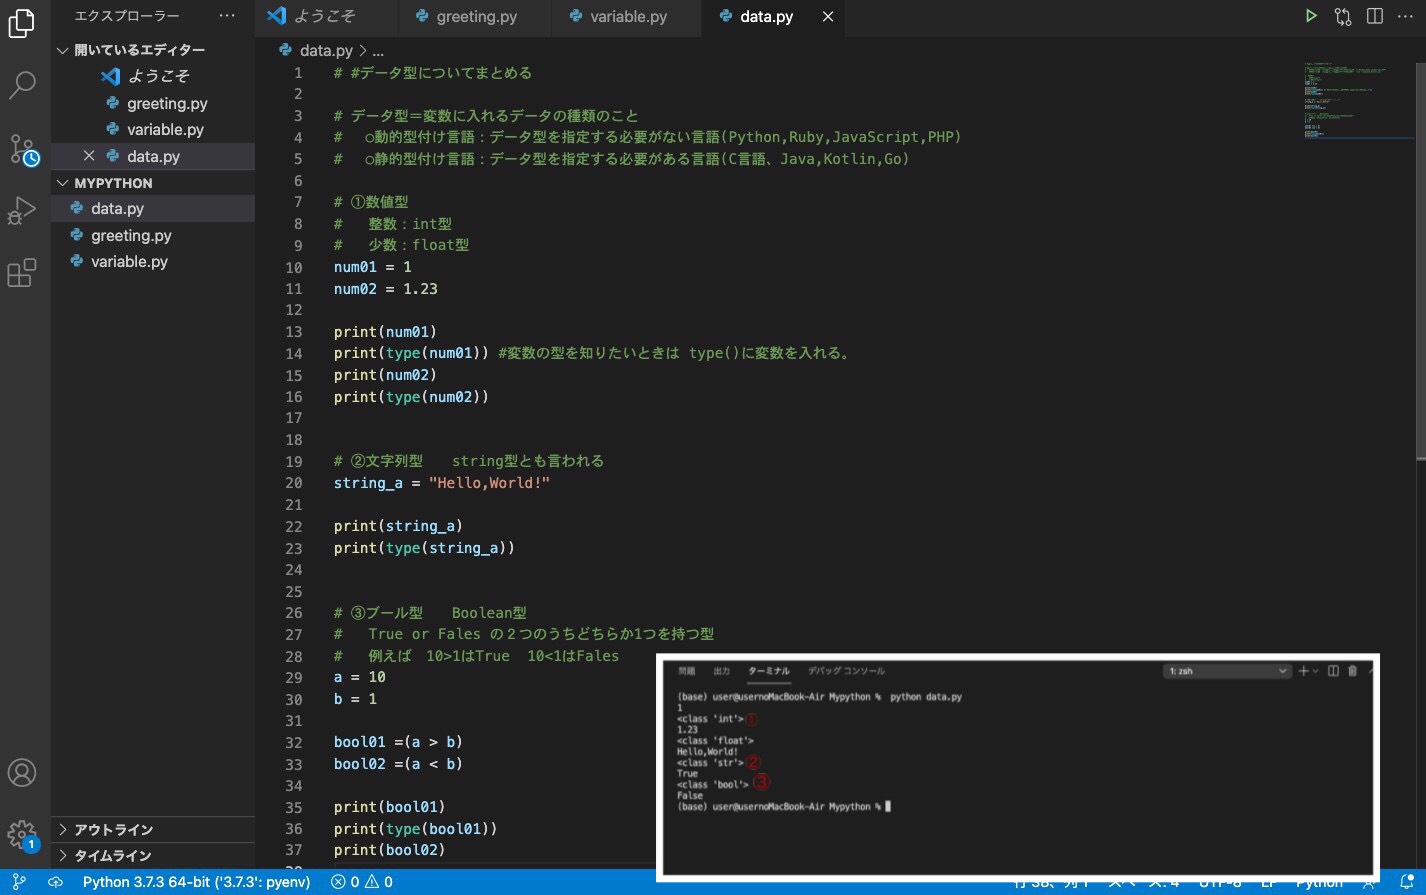 エクスプローラー
ようこそ
greeting.py
variable.py
data.py
開いているエディター
ようこそ
greeting.py
variable.py
data.py
MYPYTHON
data.py
greeting.py
variable.py
アウトライン
タイムライン
data.py > ...
1 # #データ型についてまとめる
2
3 # データ型＝変数に入れるデータの種類のこと
4 #   ○動的型付け言語：データ型を指定する必要がない言語(Python,Ruby,JavaScript,PHP)
5 #   ○静的型付け言語：データ型を指定する必要がある言語(C言語、Java,Kotlin,Go)
6
7 # ①数値型
8 #   整数：int型
9 #   少数：float型
10 num01 = 1
11 num02 = 1.23
12
13 print(num01)
14 print(type(num01)) #変数の型を知りたいときは type()に変数を入れる。
15 print(num02)
16 print(type(num02))
17
18
19 # ②文字列型   string型とも言われる
20 string_a = "Hello,World!"
21
22 print(string_a)
23 print(type(string_a))
24
25
26 # ③ブール型   Boolean型
27 #   True or Fales の２つのうちどちらか1つを持つ型
28 #   例えば　10>1はTrue　10<1はFales
29 a = 10
30 b = 1
31
32 bool01 =(a > b)
33 bool02 =(a < b)
34
35 print(bool01)
36 print(type(bool01))
37 print(bool02)
問題 出力 ターミナル デバッグ コンソール
1: zsh
(base) user@usernoMacBook-Air Mypython % python data.py
1
<class 'int'> ①
1.23
<class 'float'>
Hello,World!
<class 'str'> ②
True
<class 'bool'> ③
False
(base) user@usernoMacBook-Air Mypython %
1
Python 3.7.3 64-bit ('3.7.3': pyenv)
0
0